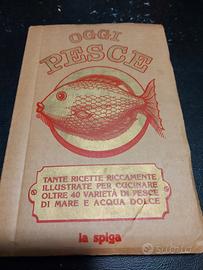 OGGI
PESCE
TANTE RICETTE RICCAMENTE
ILLUSTRATE PER CUCINARE
OLTRE 40 VARIETÀ DI PESCE
DI MARE E ACQUA DOLCE
la spiga